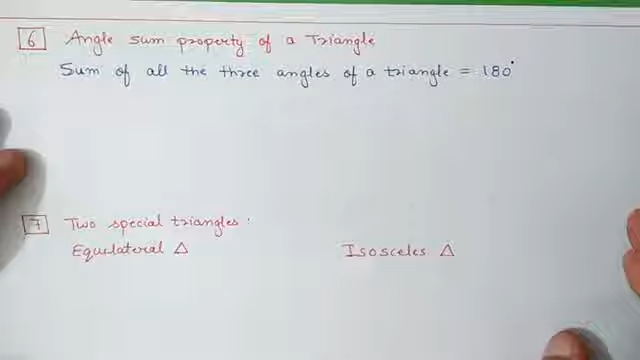 6 Angle sum property of a Triangle
Sum of all the three angles of a triangle = 180°
7 Two special triangles :
Equilateral △ Isosceles △